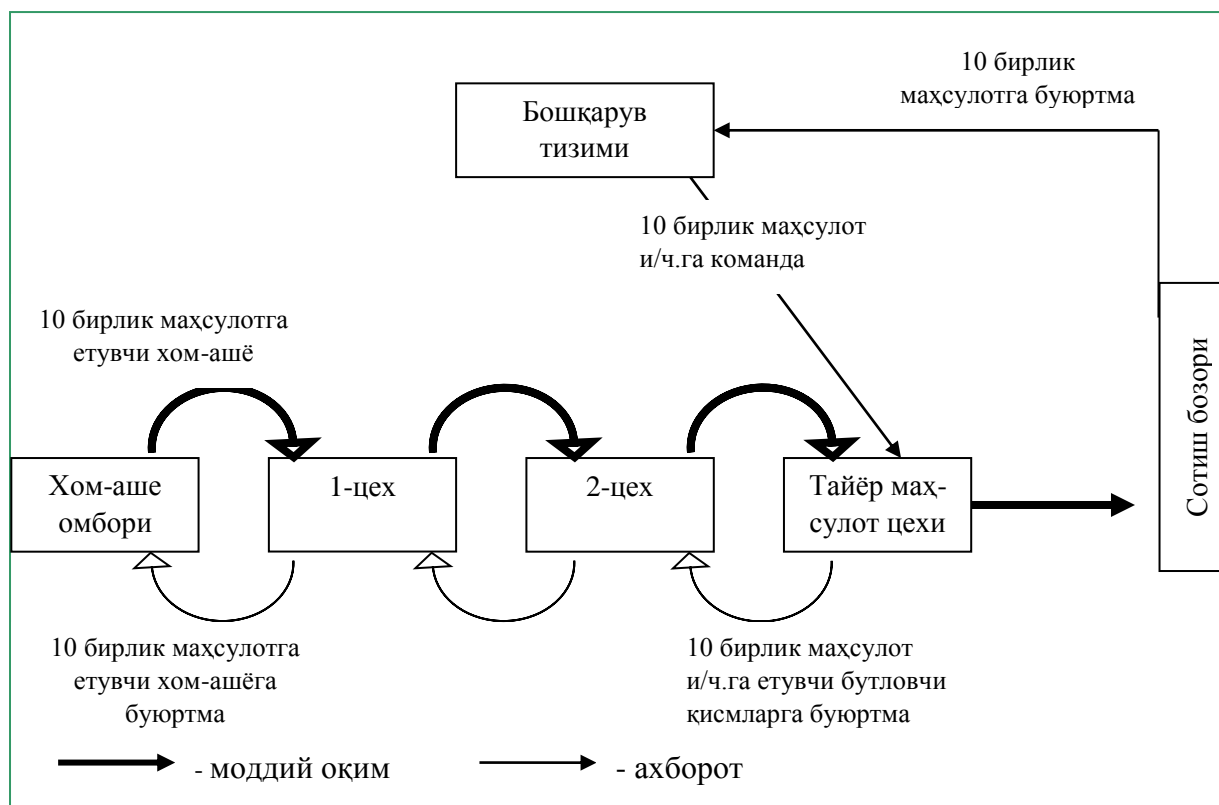 10 бирлик
маҳсулотга буюртма
Бошқарув
тизими
10 бирлик маҳсулот
и/ч.га команда
10 бирлик маҳсулотга
етувчи хом-ашё
Сотиш бозори
Хом-аше
омбори
1-цех
2-цех
Тайёр маҳ-
сулот цехи
10 бирлик маҳсулотга
етувчи хом-ашёга
буюртма
10 бирлик маҳсулот
и/ч.га етувчи бутловчи
қисмларга буюртма
- моддий оқим
- ахборот